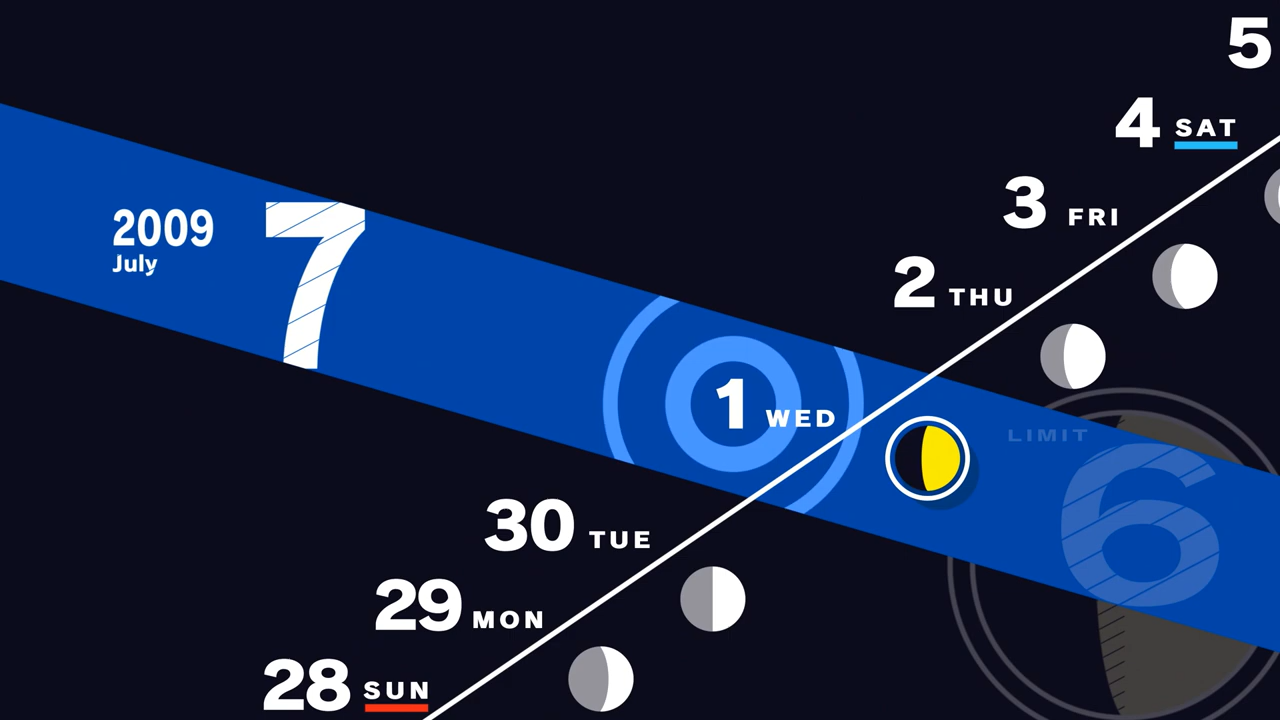 5
4 SAT
3 FRI
2 THU
2009
July
7
1 WED
LIMIT
6
30 TUE
29 MON
28 SUN